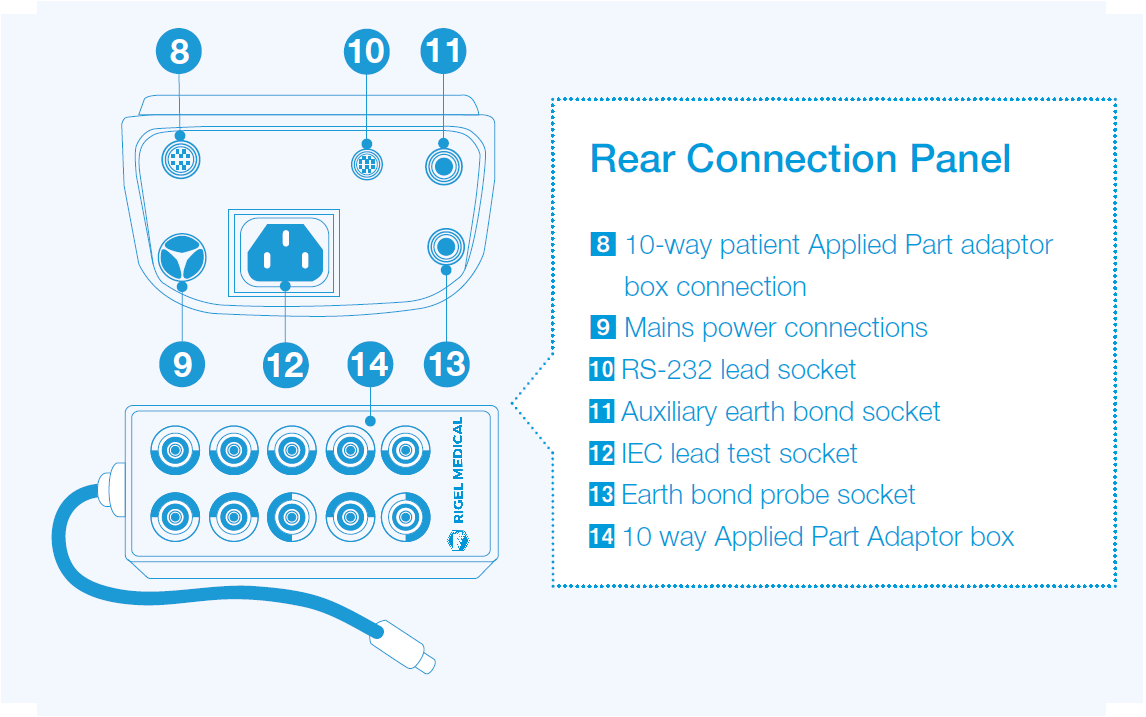 8
10
11
9
12
14
13
RIGEL MEDICAL
Rear Connection Panel
8 10-way patient Applied Part adaptor
box connection
9 Mains power connections
10 RS-232 lead socket
11 Auxiliary earth bond socket
12 IEC lead test socket
13 Earth bond probe socket
14 10 way Applied Part Adaptor box